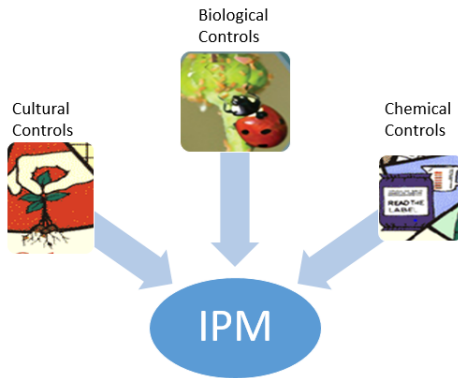 Biological
Controls
Cultural
Controls
Chemical
Controls
READ THE
LABEL
IPM